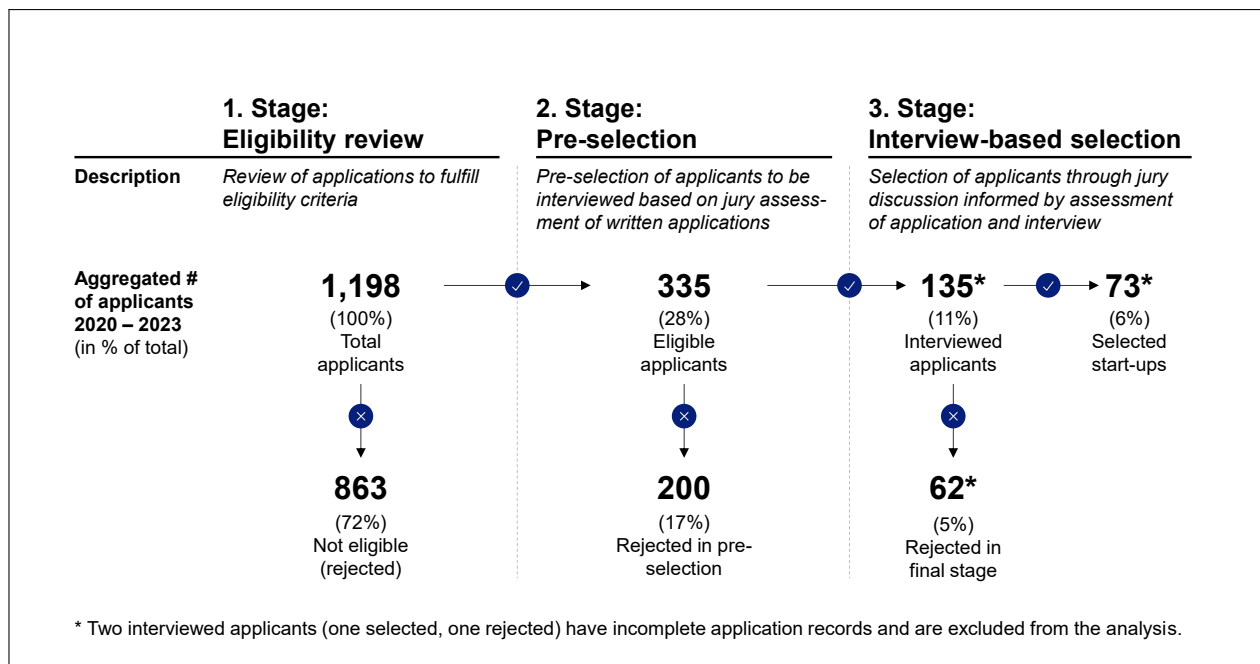 1. Stage:
Eligibility review
2. Stage:
Pre-selection
3. Stage:
Interview-based selection
Description
Review of applications to fulfill
eligibility criteria
Pre-selection of applicants to be
interviewed based on jury assess-
ment of written applications
Selection of applicants through jury
discussion informed by assessment
of application and interview
Aggregated #
of applicants
2020 – 2023
(in % of total)
1,198
(100%)
Total
applicants
335
(28%)
Eligible
applicants
135*
(11%)
Interviewed
applicants
73*
(6%)
Selected
start-ups
863
(72%)
Not eligible
(rejected)
200
(17%)
Rejected in pre-
selection
62*
(5%)
Rejected in
final stage
* Two interviewed applicants (one selected, one rejected) have incomplete application records and are excluded from the analysis.